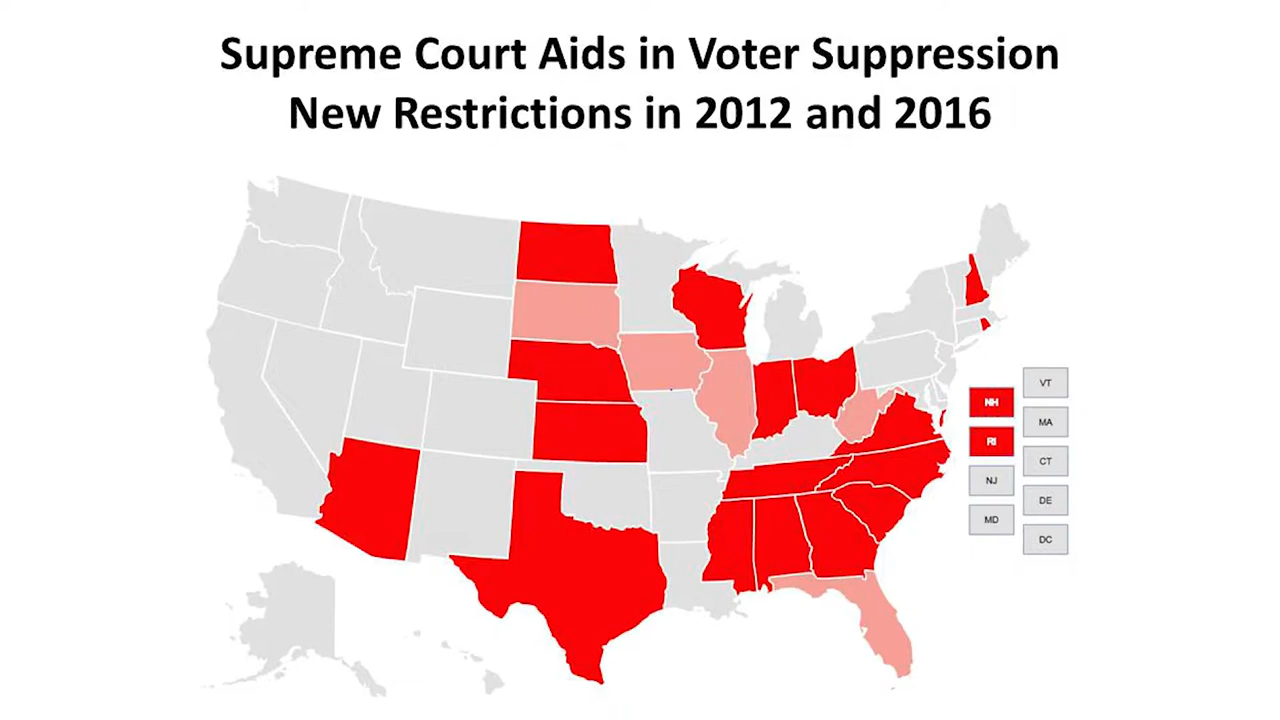 Supreme Court Aids in Voter Suppression
New Restrictions in 2012 and 2016
VT
NH
MA
RI
CT
NJ
DE
MD
DC